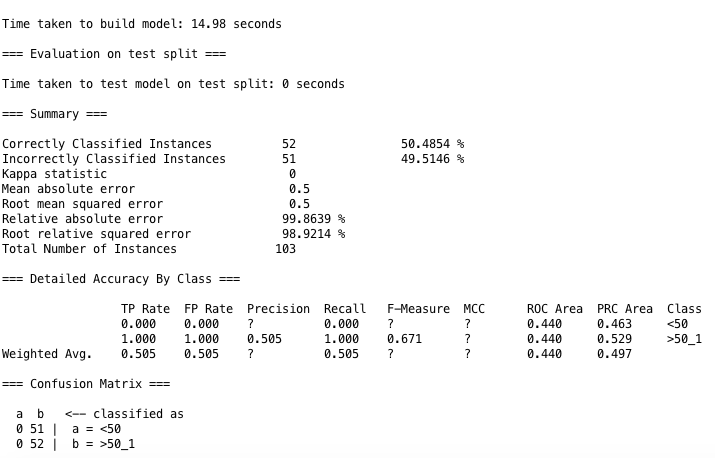 Time taken to build model: 14.98 seconds
=== Evaluation on test split ===
Time taken to test model on test split: 0 seconds
=== Summary ===
Correctly Classified Instances 52 50.4854 %
Incorrectly Classified Instances 51 49.5146 %
Kappa statistic 0
Mean absolute error 0.5
Root mean squared error 0.5
Relative absolute error 99.8639 %
Root relative squared error 98.9214 %
Total Number of Instances 103
=== Detailed Accuracy By Class ===
TP Rate FP Rate Precision Recall F-Measure MCC ROC Area PRC Area Class
0.000 0.000 ? 0.000 ? ? 0.440 0.463 <50
1.000 1.000 0.505 1.000 0.671 ? 0.440 0.529 >50_1
Weighted Avg. 0.505 0.505 ? 0.505 ? ? 0.440 0.497
=== Confusion Matrix ===
a b <-- classified as
0 51 | a = <50
0 52 | b = >50_1